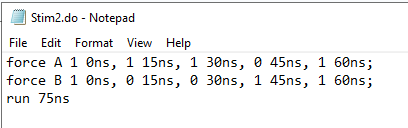 Stim2.do - Notepad
File Edit Format View Help
force A 1 0ns, 1 15ns, 1 30ns, 0 45ns, 1 60ns;
force B 1 0ns, 0 15ns, 0 30ns, 1 45ns, 1 60ns;
run 75ns